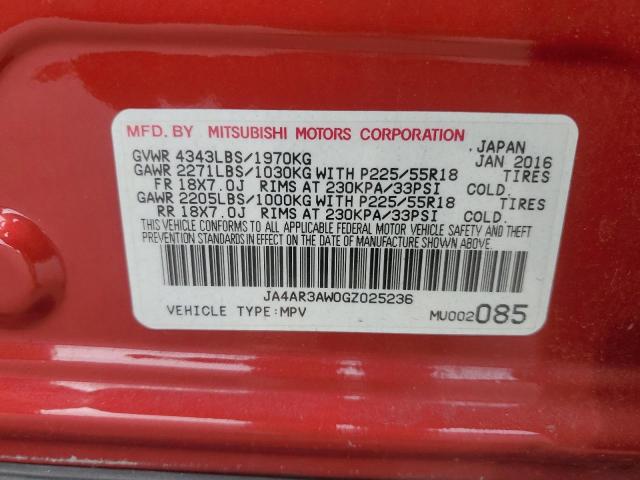 MFD. BY MITSUBISHI MOTORS CORPORATION
GVWR 4343LBS/1970KG JAPAN JAN 2016
GAWR 2271LBS/1030KG WITH P225/55R18 TIRES
FR 18X7.0J RIMS AT 230KPA/33PSI COLD.
GAWR 2205LBS/1000KG WITH P225/55R18 TIRES
RR 18X7.0J RIMS AT 230KPA/33PSI COLD.
THIS VEHICLE CONFORMS TO ALL APPLICABLE FEDERAL MOTOR VEHICLE SAFETY AND THEFT
PREVENTION STANDARDS IN EFFECT ON THE DATE OF MANUFACTURE SHOWN ABOVE.
JA4AR3AW0GZ025236
VEHICLE TYPE:MPV MU002085